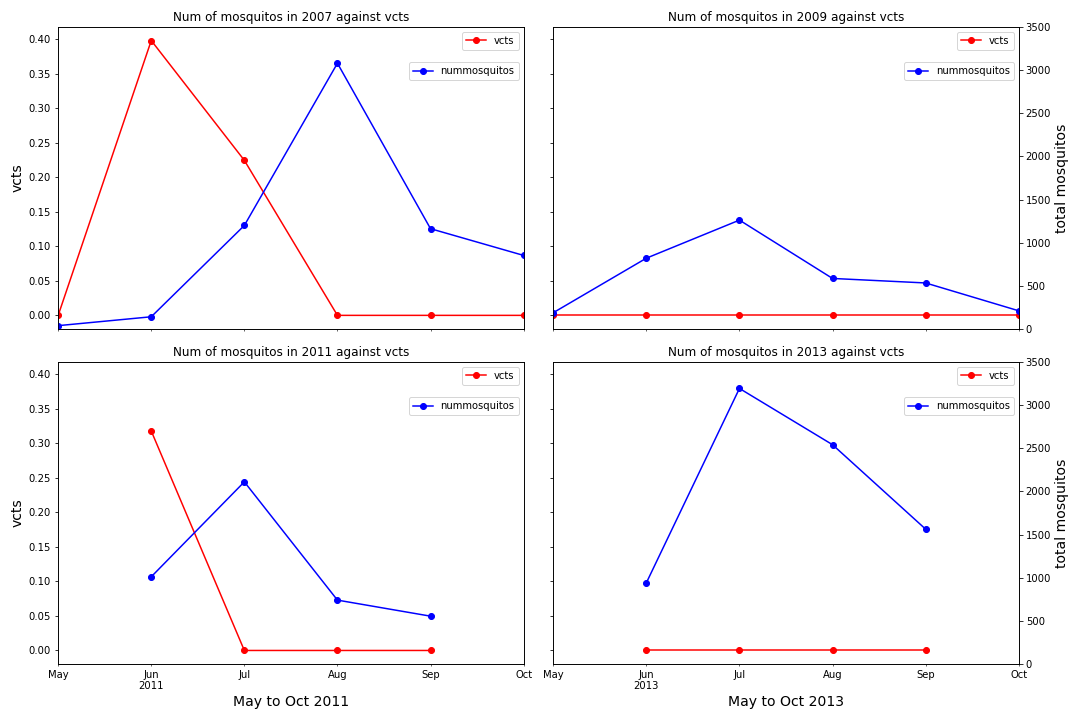 Num of mosquitos in 2007 against vcts
vcts
nummosquitos
0.40
0.35
0.30
0.25
0.20
0.15
0.10
0.05
0.00
vcts
Num of mosquitos in 2009 against vcts
vcts
nummosquitos
3500
3000
2500
2000
1500
1000
500
0
total mosquitos
Num of mosquitos in 2011 against vcts
vcts
nummosquitos
0.40
0.35
0.30
0.25
0.20
0.15
0.10
0.05
0.00
vcts
May Jun Jul Aug Sep Oct
2011
May to Oct 2011
Num of mosquitos in 2013 against vcts
vcts
nummosquitos
3500
3000
2500
2000
1500
1000
500
0
total mosquitos
May Jun Jul Aug Sep Oct
2013
May to Oct 2013